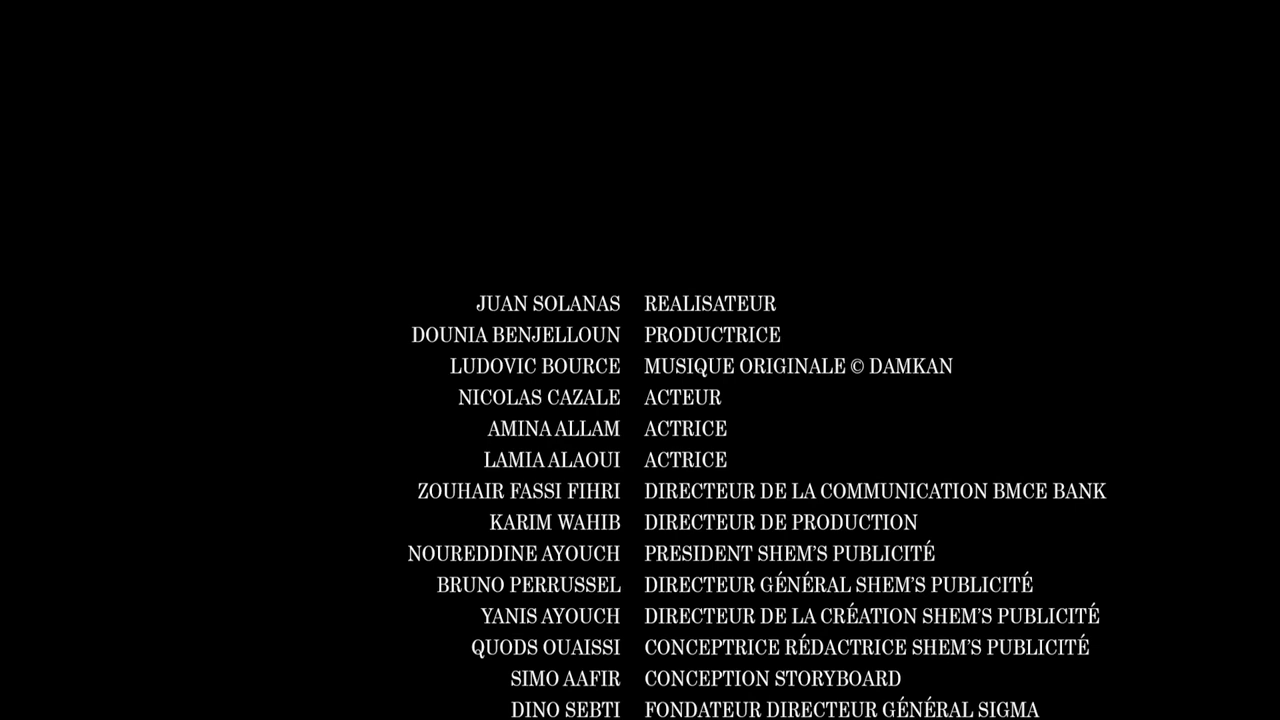 JUAN SOLANAS REALISATEUR
DOUNIA BENJELLOUN PRODUCTRICE
LUDOVIC BOURCE MUSIQUE ORIGINALE © DAMKAN
NICOLAS CAZALE ACTEUR
AMINA ALLAM ACTRICE
LAMIA ALAOUI ACTRICE
ZOUHAIR FASSI FIHRI DIRECTEUR DE LA COMMUNICATION BMCE BANK
KARIM WAHIB DIRECTEUR DE PRODUCTION
NOUREDDINE AYOUCH PRESIDENT SHEM'S PUBLICITÉ
BRUNO PERRUSSEL DIRECTEUR GÉNÉRAL SHEM'S PUBLICITÉ
YANIS AYOUCH DIRECTEUR DE LA CRÉATION SHEM'S PUBLICITÉ
QUODS OUAISSI CONCEPTRICE RÉDACTRICE SHEM'S PUBLICITÉ
SIMO AAFIR CONCEPTION STORYBOARD
DINO SEBTI FONDATEUR DIRECTEUR GÉNÉRAL SIGMA